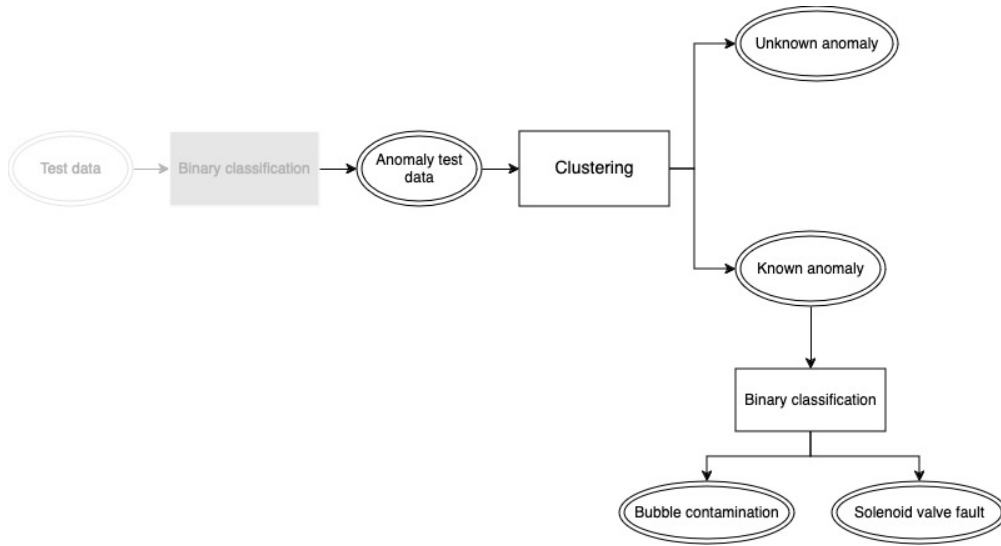 Unknown anomaly
Test data
Binary classification
Anomaly test
data
Clustering
Known anomaly
Binary classification
Bubble contamination
Solenoid valve fault